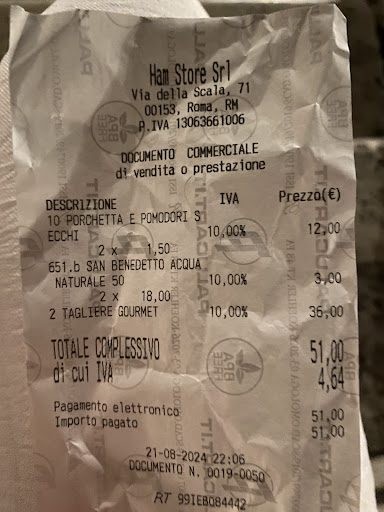 Ham Store Srl
Via della Scala, 71
00153, Roma, RM
P.IVA 13063661006
DOCUMENTO COMMERCIALE
di vendita o prestazione
DESCRIZIONE IVA Prezzo(€)
10 PORCHETTA E POMODORI S
ECCHI 10,00% 12,00
2 x 1,50
651.b SAN BENEDETTO ACQUA
NATURALE 50 10,00% 3,00
2 x 18,00
2 TAGLIERE GOURMET 10,00% 36,00
TOTALE COMPLESSIVO 51,00
di cui IVA 4,64
Pagamento elettronico 51,00
Importo pagato 51,00
21-08-2024 22:06
DOCUMENTO N. 0019-0050
RT 99IEB084442